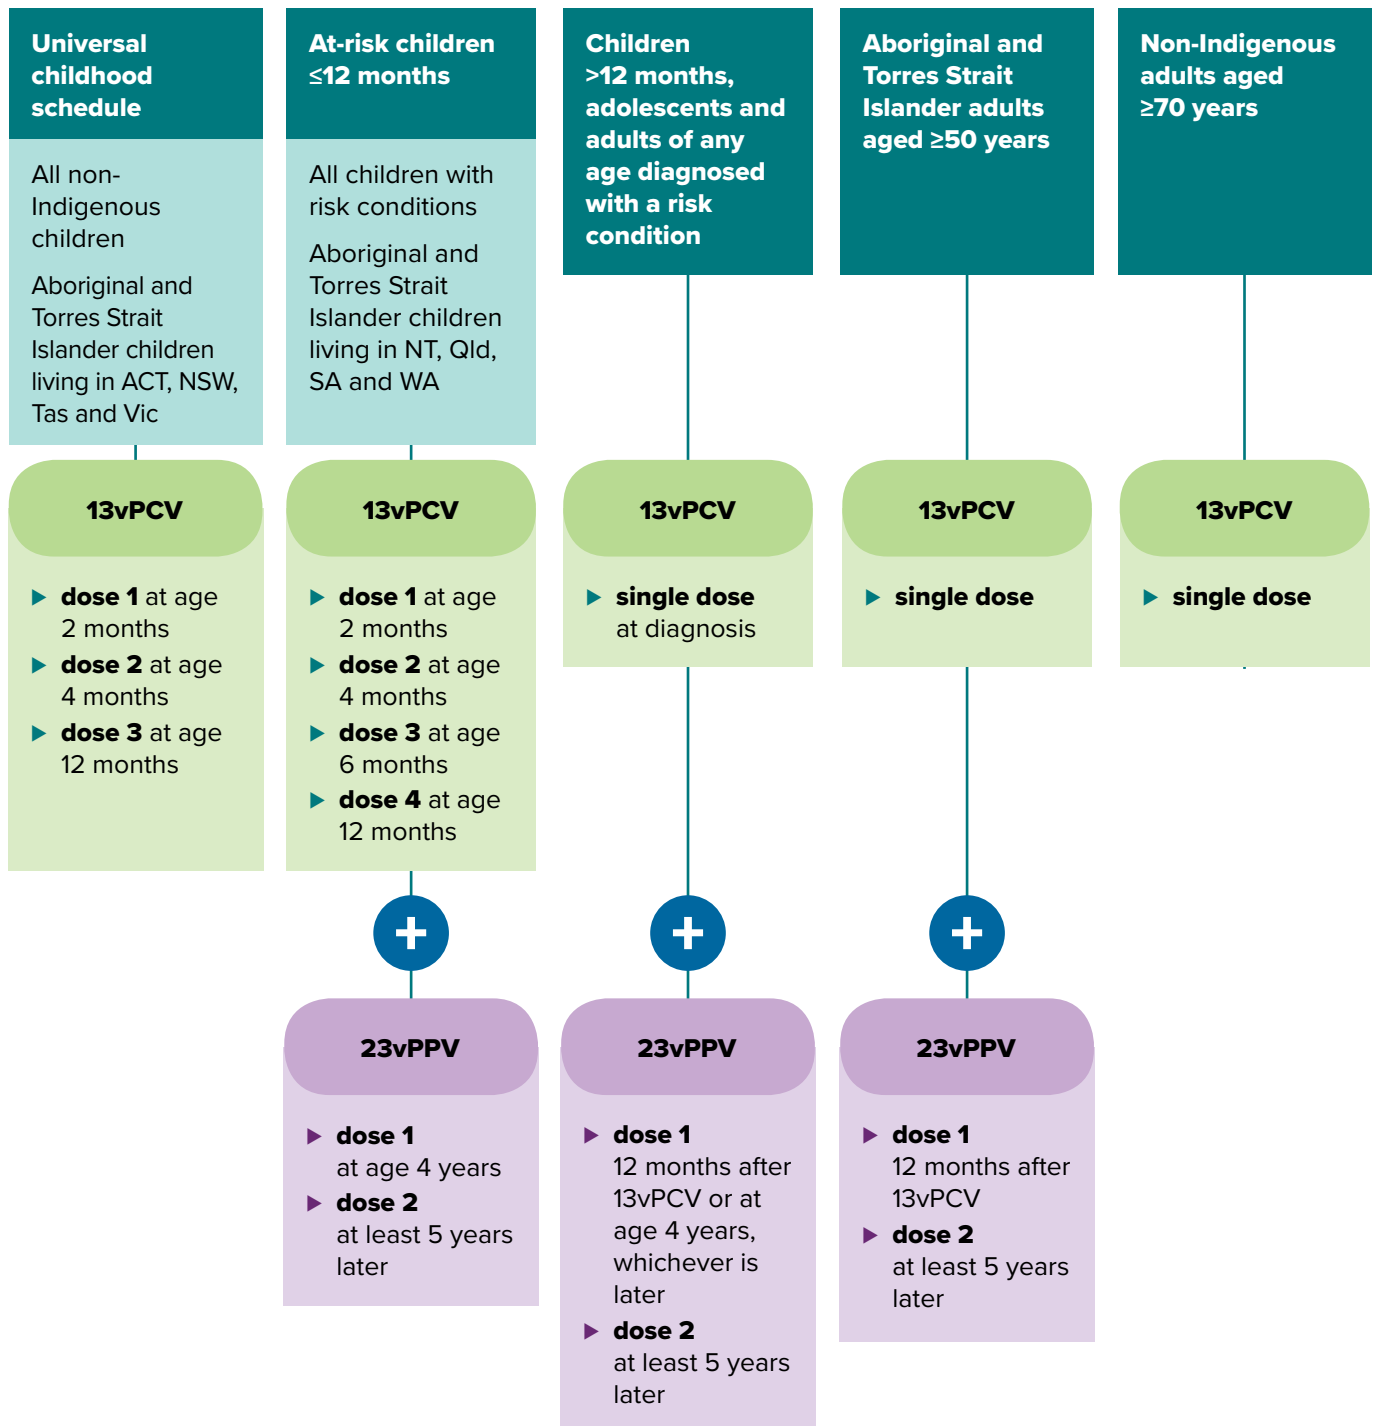 Universal
childhood
schedule
All non-
Indigenous
children
Aboriginal and
Torres Strait
Islander children
living in ACT, NSW,
Tas and Vic
13vPCV
dose 1 at age
2 months
dose 2 at age
4 months
dose 3 at age
12 months
At-risk children
≤12 months
All children with
risk conditions
Aboriginal and
Torres Strait
Islander children
living in NT, Qld,
SA and WA
13vPCV
dose 1 at age
2 months
dose 2 at age
4 months
dose 3 at age
6 months
dose 4 at age
12 months
+
23vPPV
dose 1
at age 4 years
dose 2
at least 5 years
later
Children
>12 months,
adolescents and
adults of any
age diagnosed
with a risk
condition
13vPCV
single dose
at diagnosis
+
23vPPV
dose 1
12 months after
13vPCV or at
age 4 years,
whichever is
later
dose 2
at least 5 years
later
Aboriginal and
Torres Strait
Islander adults
aged ≥50 years
13vPCV
single dose
+
23vPPV
dose 1
12 months after
13vPCV
dose 2
at least 5 years
later
Non-Indigenous
adults aged
≥70 years
13vPCV
single dose